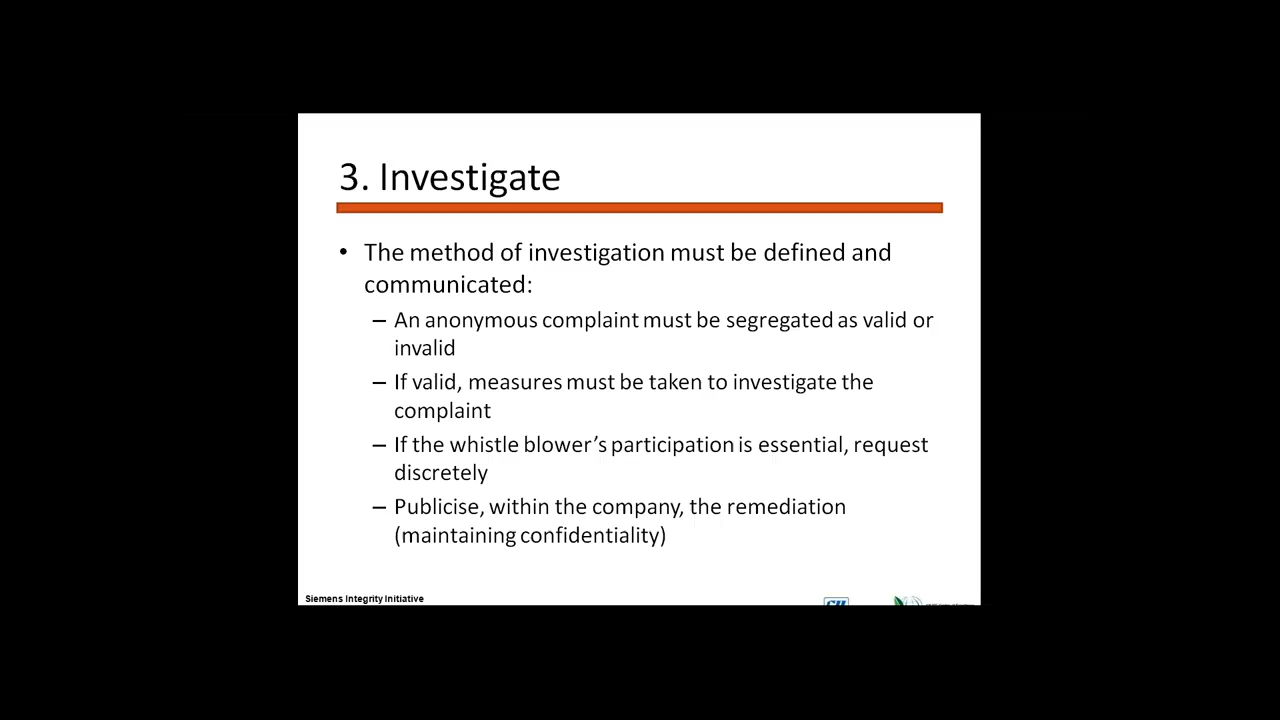 3. Investigate
• The method of investigation must be defined and
communicated:
– An anonymous complaint must be segregated as valid or
invalid
– If valid, measures must be taken to investigate the
complaint
– If the whistle blower’s participation is essential, request
discretely
– Publicise, within the company, the remediation
(maintaining confidentiality)
Siemens Integrity Initiative